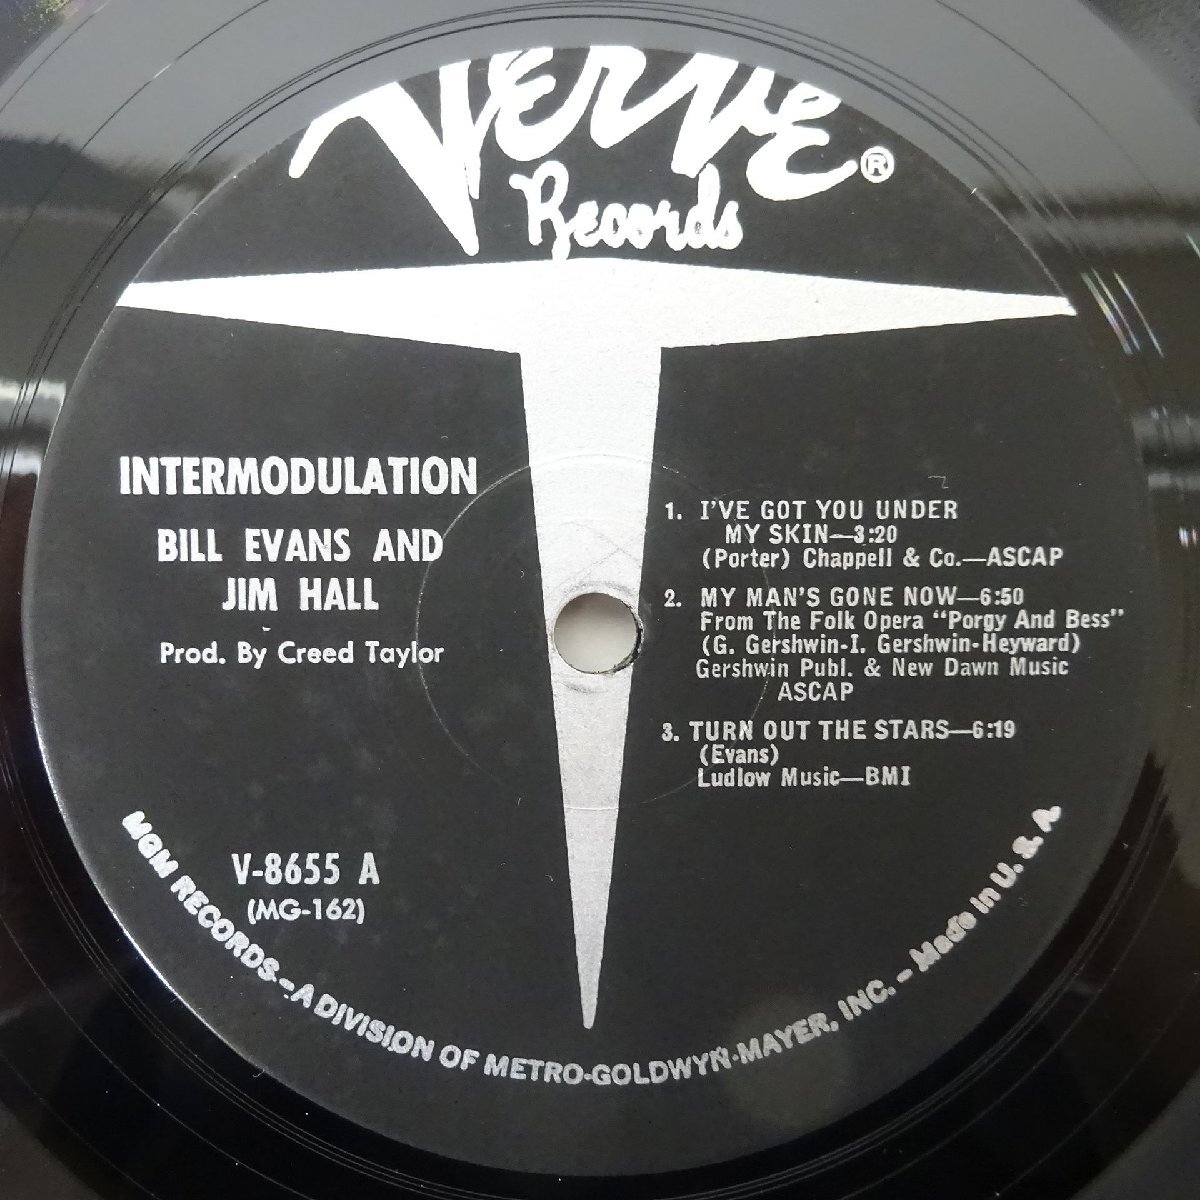 Verve®
Records
INTERMODULATION
BILL EVANS AND
JIM HALL
Prod. By Creed Taylor
1. I'VE GOT YOU UNDER
MY SKIN—3:20
(Porter) Chappell & Co.—ASCAP
2. MY MAN'S GONE NOW—6:50
From The Folk Opera "Porgy And Bess"
(G. Gershwin-I. Gershwin-Heyward)
Gershwin Publ. & New Dawn Music
ASCAP
3. TURN OUT THE STARS—6:19
(Evans)
Ludlow Music—BMI
V-8655 A
(MG-162)
MGM RECORDS-A DIVISION OF METRO-GOLDWYN-MAYER, INC. - Made in U. S. A.